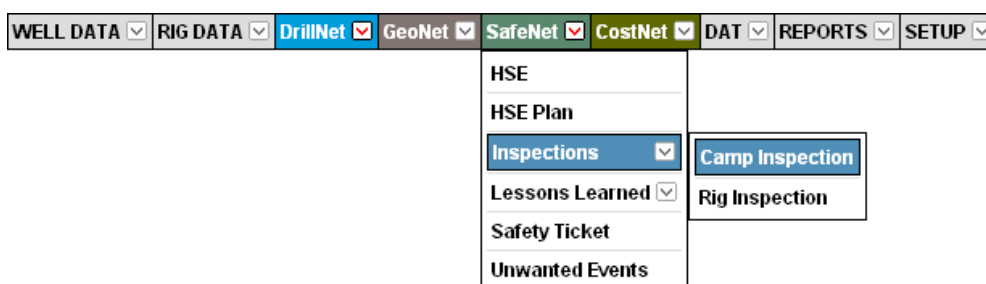 WELL DATA RIG DATA DrillNet GeoNet SafeNet CostNet DAT REPORTS SETUP
HSE
HSE Plan
Inspections
Camp Inspection
Lessons Learned
Rig Inspection
Safety Ticket
Unwanted Events